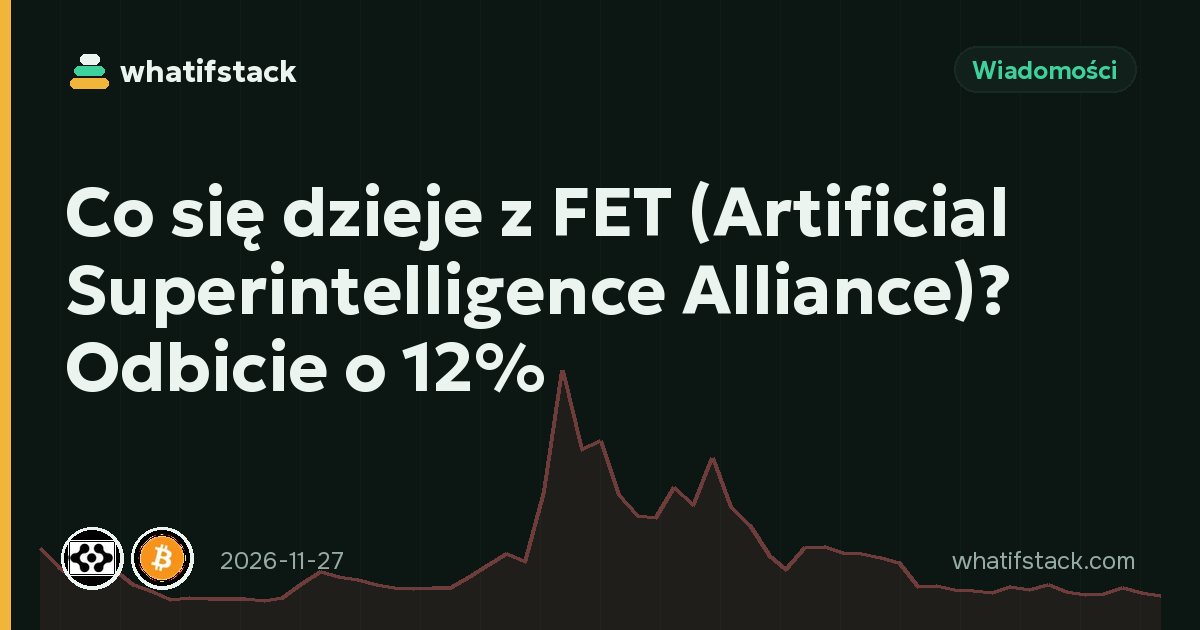 whatifstack
Wiadomości
Co się dzieje z FET (Artificial
Superintelligence Alliance)?
Odbicie o 12%
2026-11-27
whatifstack.com